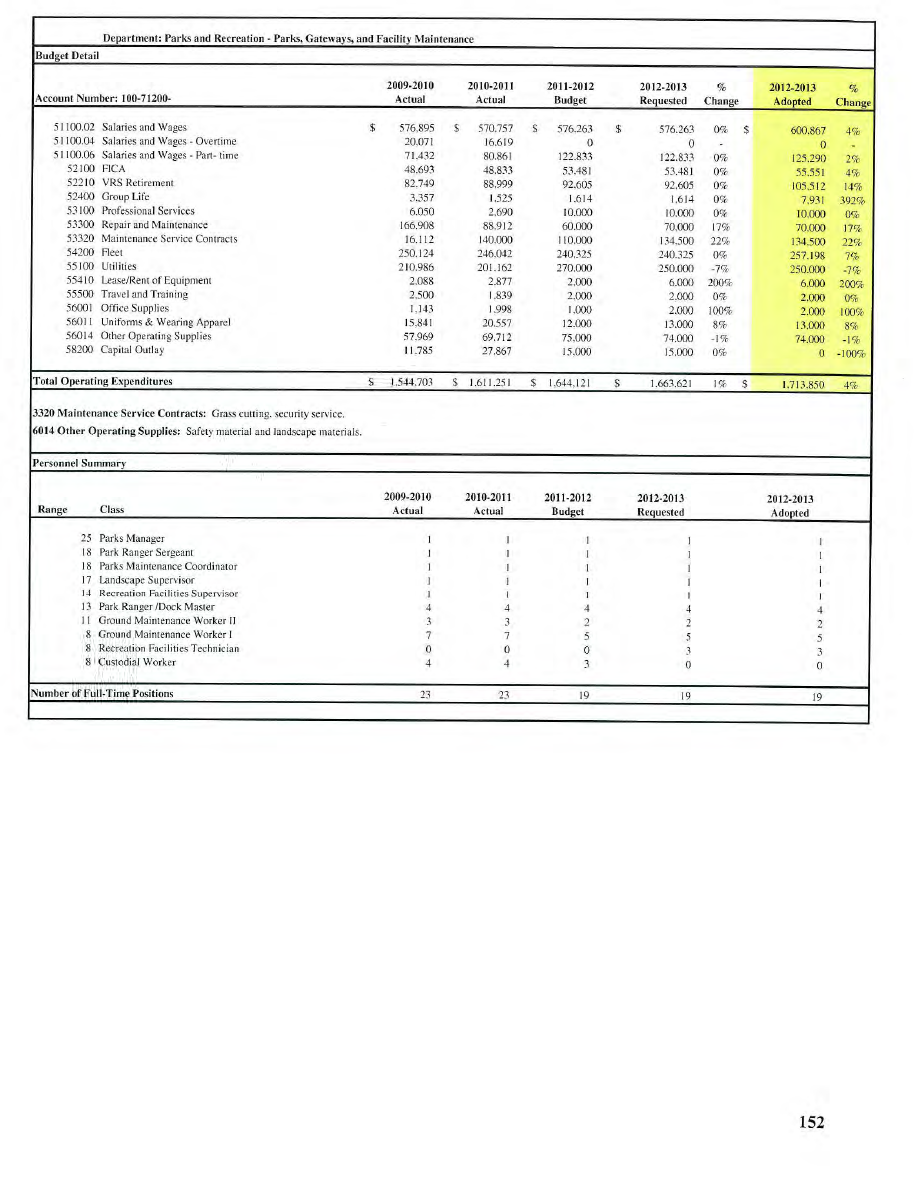 Department: Parks and Recreation - Parks, Gateways, and Facility Maintenance
Budget Detail
2009-2010 2010-2011 2011-2012 2012-2013 % 2012-2013 %
Account Number: 100-71200- Actual Actual Budget Requested Change Adopted Change
51100.02 Salaries and Wages $ 576.895 $ 570.757 $ 576.263 $ 576.263 0% $ 600,867 4%
51100.04 Salaries and Wages - Overtime 20.071 16.619 0 0 - 0 -
51100.06 Salaries and Wages - Part- time 71.432 80.861 122.833 122.833 0% 125,290 2%
52100 FICA 48.693 48.833 53.481 53.481 0% 55,551 4%
52210 VRS Retirement 82.749 88.999 92.605 92,605 0% 105,512 14%
52400 Group Life 3.357 1.525 1.614 1.614 0% 7,931 392%
53100 Professional Services 6.050 2.690 10.000 10.000 0% 10.000 0%
53300 Repair and Maintenance 166.908 88.912 60.000 70.000 17% 70.000 17%
53320 Maintenance Service Contracts 16.112 140.000 110.000 134.500 22% 134.500 22%
54200 Fleet 250.124 246.042 240.325 240.325 0% 257.198 7%
55100 Utilities 210.986 201.162 270.000 250.000 -7% 250.000 -7%
55410 Lease/Rent of Equipment 2.088 2.877 2.000 6.000 200% 6.000 200%
55500 Travel and Training 2.500 1.839 2.000 2.000 0% 2,000 0%
56001 Office Supplies 1.143 1.998 1.000 2.000 100% 2,000 100%
56011 Uniforms & Wearing Apparel 15.841 20.557 12.000 13.000 8% 13,000 8%
56014 Other Operating Supplies 57.969 69.712 75.000 74.000 -1% 74,000 -1%
58200 Capital Outlay 11.785 27.867 15.000 15.000 0% 0 -100%
Total Operating Expenditures $ 1.544,703 $ 1.611.251 $ 1.644.121 $ 1.663.621 1% $ 1,713.850 4%
3320 Maintenance Service Contracts: Grass cutting, security service.
6014 Other Operating Supplies: Safety material and landscape materials.
Personnel Summary
2009-2010 2010-2011 2011-2012 2012-2013 2012-2013
Range Class Actual Actual Budget Requested Adopted
25 Parks Manager 1 1 1 1 1
18 Park Ranger Sergeant 1 1 1 1 1
18 Parks Maintenance Coordinator 1 1 1 1 1
17 Landscape Supervisor 1 1 1 1 1
14 Recreation Facilities Supervisor 1 1 1 1 1
13 Park Ranger /Dock Master 4 4 4 4 4
11 Ground Maintenance Worker II 3 3 2 2 2
8 Ground Maintenance Worker I 7 7 5 5 5
8 Recreation Facilities Technician 0 0 0 3 3
8 Custodial Worker 4 4 3 0 0
Number of Full-Time Positions 23 23 19 19 19
152